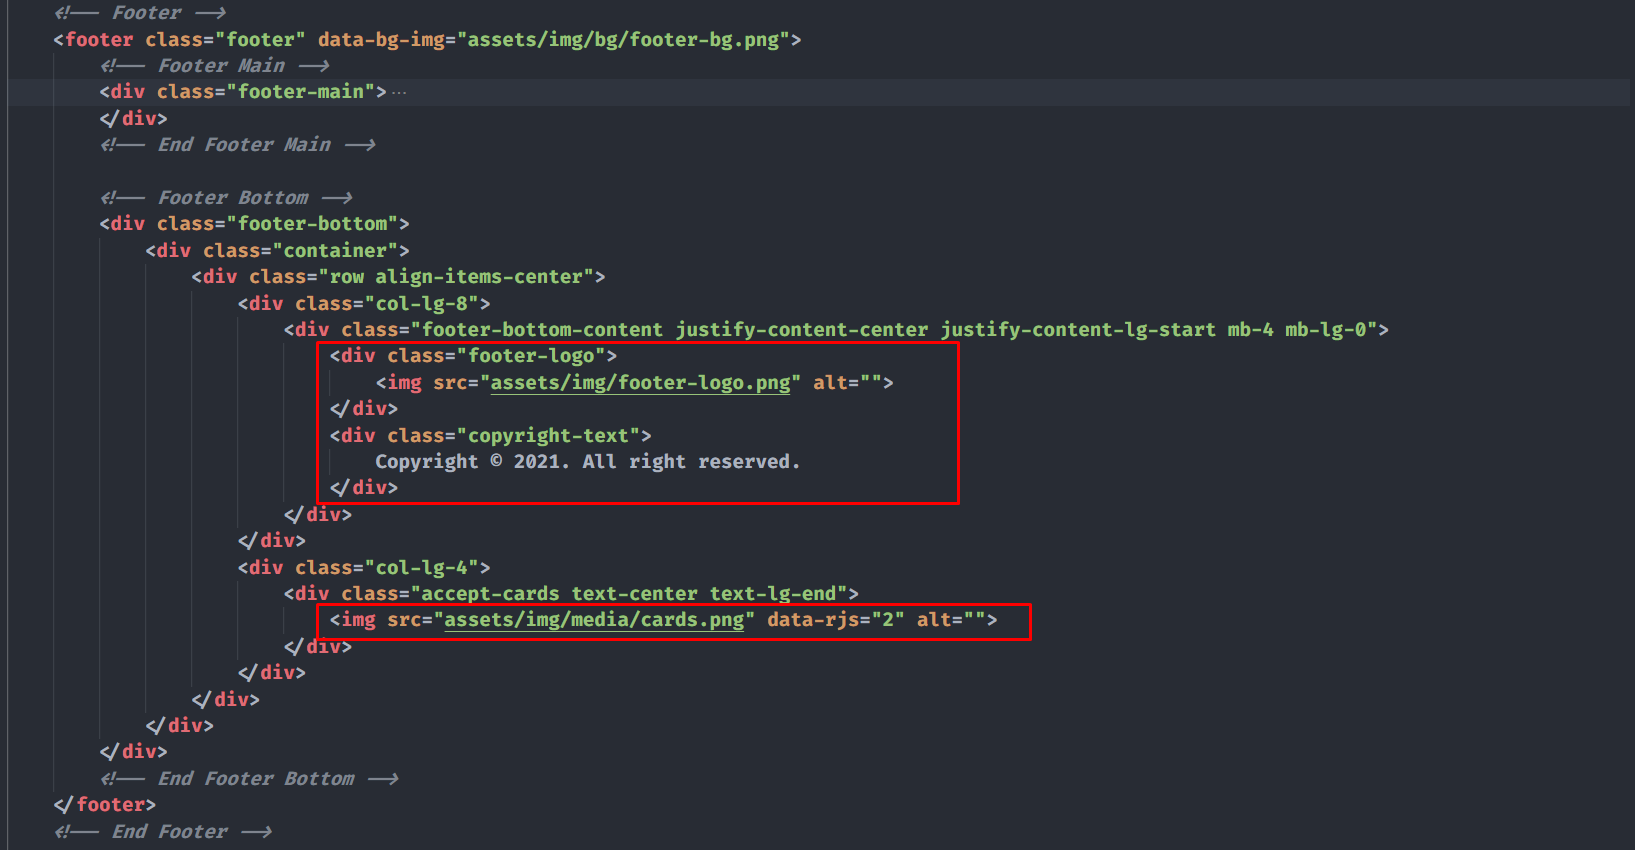 <!-- Footer -->
<footer class="footer" data-bg-img="assets/img/bg/footer-bg.png">
<!-- Footer Main -->
<div class="footer-main">...
</div>
<!-- End Footer Main -->
<!-- Footer Bottom -->
<div class="footer-bottom">
<div class="container">
<div class="row align-items-center">
<div class="col-lg-8">
<div class="footer-bottom-content justify-content-center justify-content-lg-start mb-4 mb-lg-0">
<div class="footer-logo">
<img src="assets/img/footer-logo.png" alt="">
</div>
<div class="copyright-text">
Copyright © 2021. All right reserved.
</div>
</div>
</div>
<div class="col-lg-4">
<div class="accept-cards text-center text-lg-end">
<img src="assets/img/media/cards.png" data-rjs="2" alt="">
</div>
</div>
</div>
</div>
</div>
<!-- End Footer Bottom -->
</footer>
<!-- End Footer -->